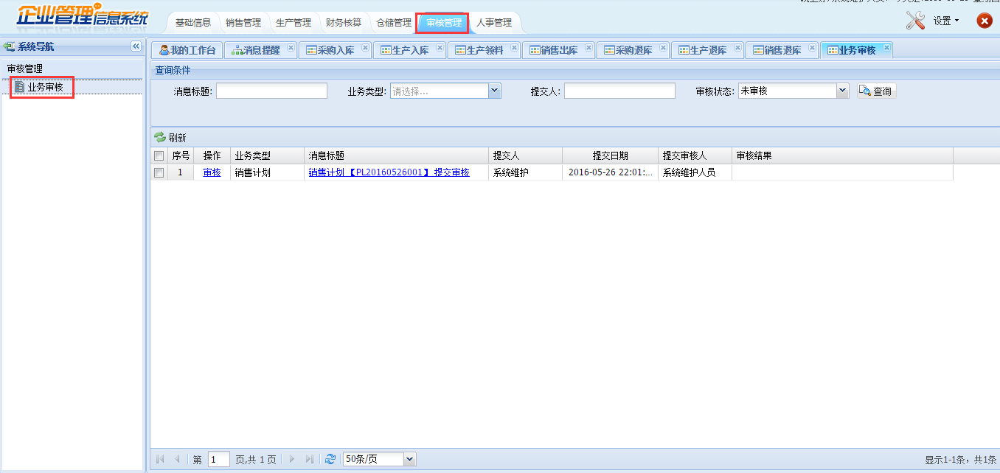 企业管理信息系统
基础信息 销售管理 生产管理 财务核算 仓储管理 审核管理 人事管理 设置
系统导航
审核管理
业务审核
我的工作台 消息提醒 采购入库 生产入库 生产领料 销售出库 采购退库 生产退库 销售退库 业务审核
查询条件
消息标题: 业务类型: 请选择... 提交人: 审核状态: 未审核 查询
刷新
序号 操作 业务类型 消息标题 提交人 提交日期 提交审核人 审核结果
1 审核 销售计划 销售计划 【PL20160526001】 提交审核 系统维护 2016-05-26 22:01:... 系统维护人员
第 1 页,共 1 页 50条/页 显示1-1条，共1条